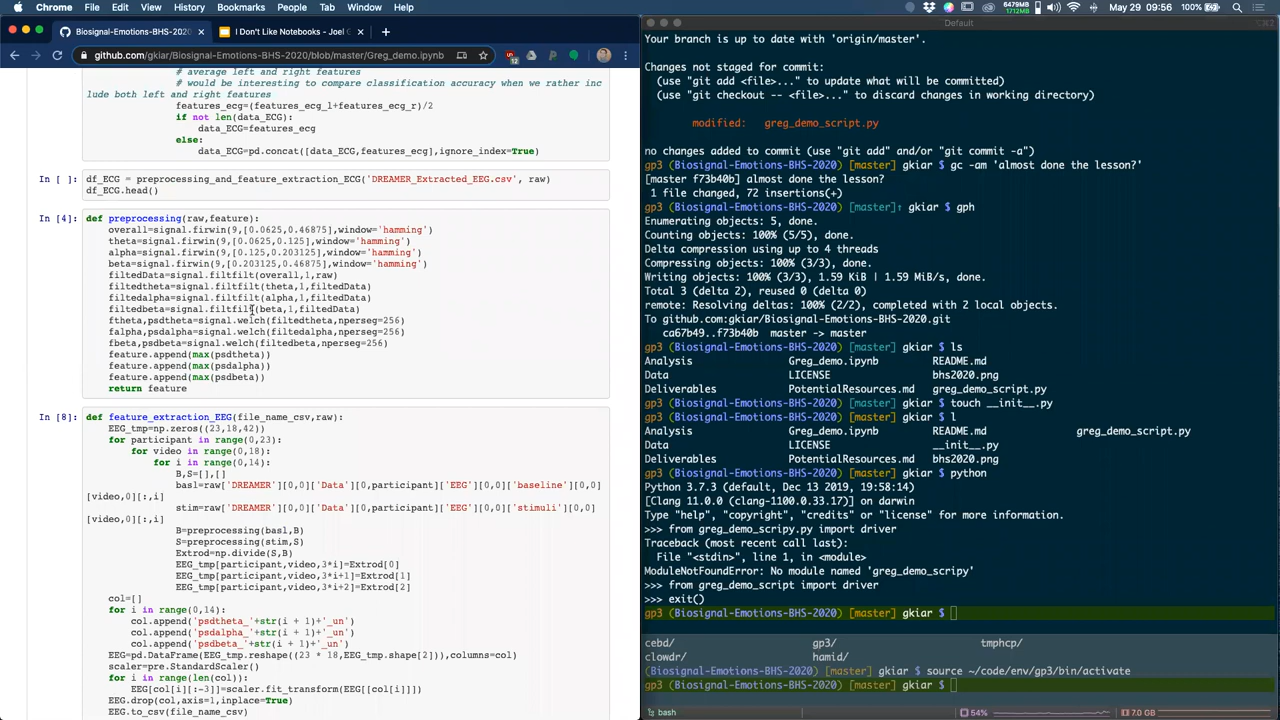 Chrome File Edit View History Bookmarks People Tab Window Help
6479MB
1712MB
May 29 09:56 100%
Biosignal-Emotions-BHS-2020/
I Don't Like Notebooks - Joel G
github.com/gkiar/Biosignal-Emotions-BHS-2020/blob/master/Greg_demo.ipynb
# average left and right features
# would be interesting to compare classification accuracy when we rather inc
lude both left and right features
features_ecg=(features_ecg_l+features_ecg_r)/2
if not len(data_ECG):
data_ECG=features_ecg
else:
data_ECG=pd.concat([data_ECG,features_ecg],ignore_index=True)
In [ ]: df_ECG = preprocessing_and_feature_extraction_ECG('DREAMER_Extracted_EEG.csv', raw)
df_ECG.head()
In [4]: def preprocessing(raw,feature):
overall=signal.firwin(9,[0.0625,0.46875],window='hamming')
theta=signal.firwin(9,[0.0625,0.125],window='hamming')
alpha=signal.firwin(9,[0.125,0.203125],window='hamming')
beta=signal.firwin(9,[0.203125,0.46875],window='hamming')
filtedData=signal.filtfilt(overall,1,raw)
filtedtheta=signal.filtfilt(theta,1,filtedData)
filtedalpha=signal.filtfilt(alpha,1,filtedData)
filtedbeta=signal.filtfilt(beta,1,filtedData)
ftheta,psdtheta=signal.welch(filtedtheta,nperseg=256)
falpha,psdalpha=signal.welch(filtedalpha,nperseg=256)
fbeta,psdbeta=signal.welch(filtedbeta,nperseg=256)
feature.append(max(psdtheta))
feature.append(max(psdalpha))
feature.append(max(psdbeta))
return feature
In [8]: def feature_extraction_EEG(file_name_csv,raw):
EEG_tmp=np.zeros((23,18,42))
for participant in range(0,23):
for video in range(0,18):
for i in range(0,14):
B,S=[],[]
basl=raw['DREAMER'][0,0]['Data'][0,participant]['EEG'][0,0]['baseline'][0,0]
[video,0][:,i]
stim=raw['DREAMER'][0,0]['Data'][0,participant]['EEG'][0,0]['stimuli'][0,0]
[video,0][:,i]
B=preprocessing(basl,B)
S=preprocessing(stim,S)
Extrod=np.divide(S,B)
EEG_tmp[participant,video,3*i]=Extrod[0]
EEG_tmp[participant,video,3*i+1]=Extrod[1]
EEG_tmp[participant,video,3*i+2]=Extrod[2]
col=[]
for i in range(0,14):
col.append('psdtheta_'+str(i + 1)+'_un')
col.append('psdalpha_'+str(i + 1)+'_un')
col.append('psdbeta_'+str(i + 1)+'_un')
EEG=pd.DataFrame(EEG_tmp.reshape((23 * 18,EEG_tmp.shape[2])),columns=col)
scaler=pre.StandardScaler()
for i in range(len(col)):
EEG[col[i][:-3]]=scaler.fit_transform(EEG[[col[i]]])
EEG.drop(col,axis=1,inplace=True)
EEG.to_csv(file_name_csv)
Default
Your branch is up to date with 'origin/master'.
Changes not staged for commit:
(use "git add <file>..." to update what will be committed)
(use "git checkout -- <file>..." to discard changes in working directory)
modified: greg_demo_script.py
no changes added to commit (use "git add" and/or "git commit -a")
gp3 (Biosignal-Emotions-BHS-2020) [master] gkiar $ gc -am 'almost done the lesson?'
[master f73b40b] almost done the lesson?
1 file changed, 72 insertions(+)
gp3 (Biosignal-Emotions-BHS-2020) [master]↑ gkiar $ gph
Enumerating objects: 5, done.
Counting objects: 100% (5/5), done.
Delta compression using up to 4 threads
Compressing objects: 100% (3/3), done.
Writing objects: 100% (3/3), 1.59 KiB | 1.59 MiB/s, done.
Total 3 (delta 2), reused 0 (delta 0)
remote: Resolving deltas: 100% (2/2), completed with 2 local objects.
To github.com:gkiar/Biosignal-Emotions-BHS-2020.git
ca67b49..f73b40b master -> master
gp3 (Biosignal-Emotions-BHS-2020) [master] gkiar $ ls
Analysis Greg_demo.ipynb README.md
Data LICENSE bhs2020.png
Deliverables PotentialResources.md greg_demo_script.py
gp3 (Biosignal-Emotions-BHS-2020) [master] gkiar $ touch __init__.py
gp3 (Biosignal-Emotions-BHS-2020) [master] gkiar $ l
Analysis Greg_demo.ipynb README.md greg_demo_script.py
Data LICENSE __init__.py
Deliverables PotentialResources.md bhs2020.png
gp3 (Biosignal-Emotions-BHS-2020) [master] gkiar $ python
Python 3.7.3 (default, Dec 13 2019, 19:58:14)
[Clang 11.0.0 (clang-1100.0.33.17)] on darwin
Type "help", "copyright", "credits" or "license" for more information.
>>> from greg_demo_scripy.py import driver
Traceback (most recent call last):
File "<stdin>", line 1, in <module>
ModuleNotFoundError: No module named 'greg_demo_scripy'
>>> from greg_demo_script import driver
>>> exit()
gp3 (Biosignal-Emotions-BHS-2020) [master] gkiar $
cebd/ gp3/ tmphcp/
clowdr/ hamid/
(Biosignal-Emotions-BHS-2020) [master] gkiar $ source ~/code/env/gp3/bin/activate
gp3 (Biosignal-Emotions-BHS-2020) [master] gkiar $
bash 54% 7.0 GB